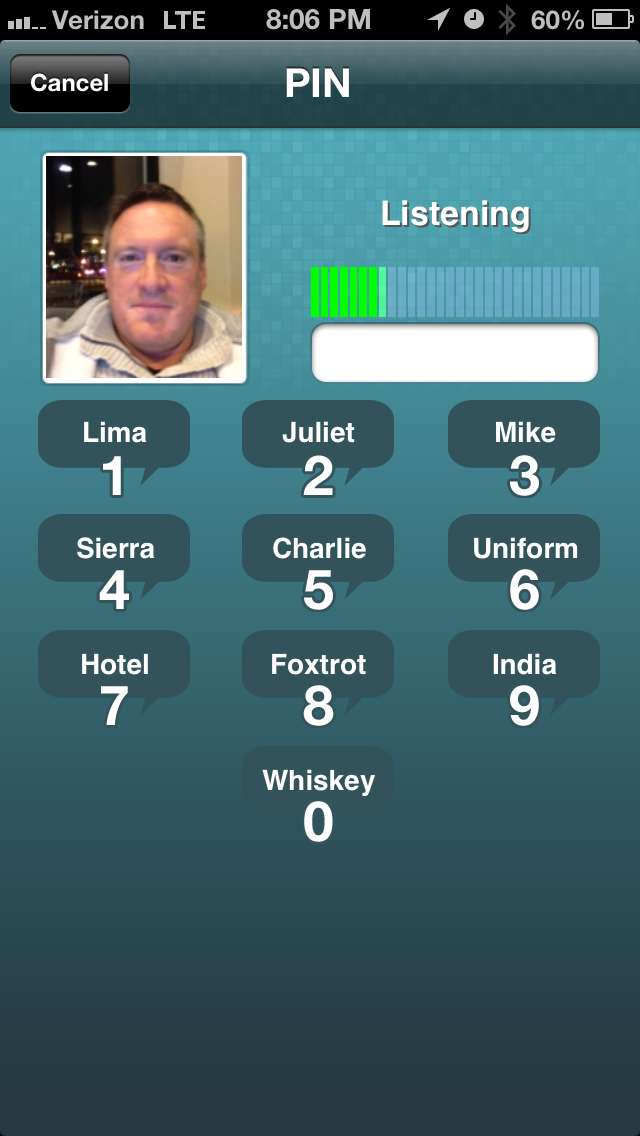 Verizon LTE 8:06 PM 60%
Cancel PIN
Listening
Lima Juliet Mike
1 2 3
Sierra Charlie Uniform
4 5 6
Hotel Foxtrot India
7 8 9
Whiskey
0